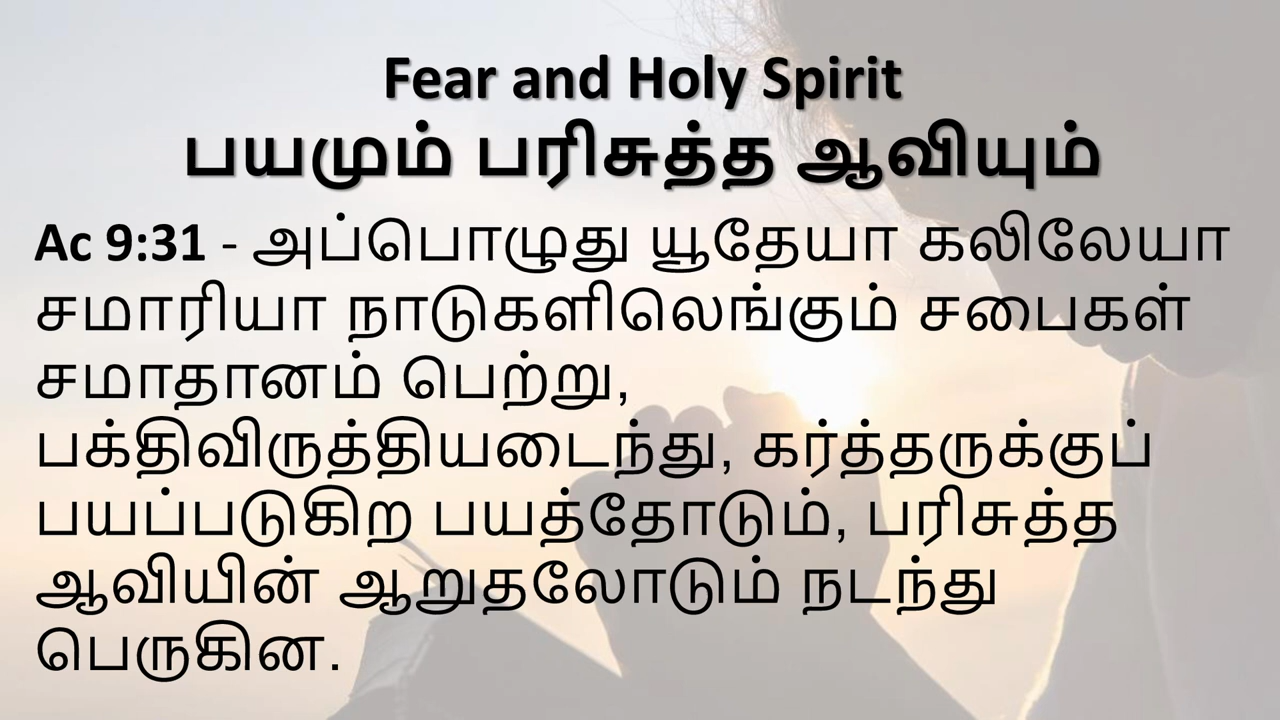 Fear and Holy Spirit
பயமும் பரிசுத்த ஆவியும்
Ac 9:31 - அப்பொழுது யூதேயா கலிலேயா
சமாரியா நாடுகளிலெங்கும் சபைகள்
சமாதானம் பெற்று,
பக்திவிருத்தியடைந்து, கர்த்தருக்குப்
பயப்படுகிற பயத்தோடும், பரிசுத்த
ஆவியின் ஆறுதலோடும் நடந்து
பெருகின.